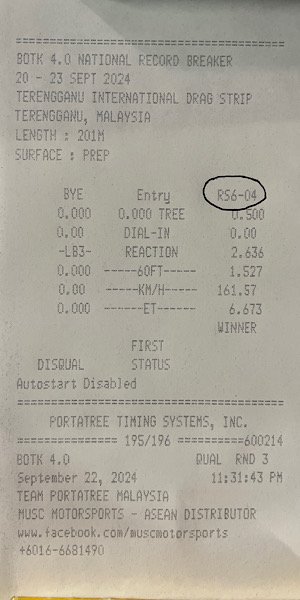 ================================
BOTK 4.0 NATIONAL RECORD BREAKER
20 - 23 SEPT 2024
TERENGGANU INTERNATIONAL DRAG STRIP
TERENGGANU, MALAYSIA
LENGTH : 201M
SURFACE : PREP
BYE Entry RS6-04
0.000 0.000 TREE 0.500
0.00 DIAL-IN 0.00
-LB3- REACTION 2.636
0.000 ------60FT------ 1.527
0.00 ------KM/H------ 161.57
0.000 -------ET------- 6.673
WINNER
FIRST
DISQUAL STATUS
Autostart Disabled
================================
PORTATREE TIMING SYSTEMS, INC.
=============== 195/196 ==========600214
BOTK 4.0 QUAL RND 3
September 22, 2024 11:31:43 PM
TEAM PORTATREE MALAYSIA
MUSC MOTORSPORTS - ASEAN DISTRIBUTOR
www.facebook.com/muscmotorsports
+6016-6681490